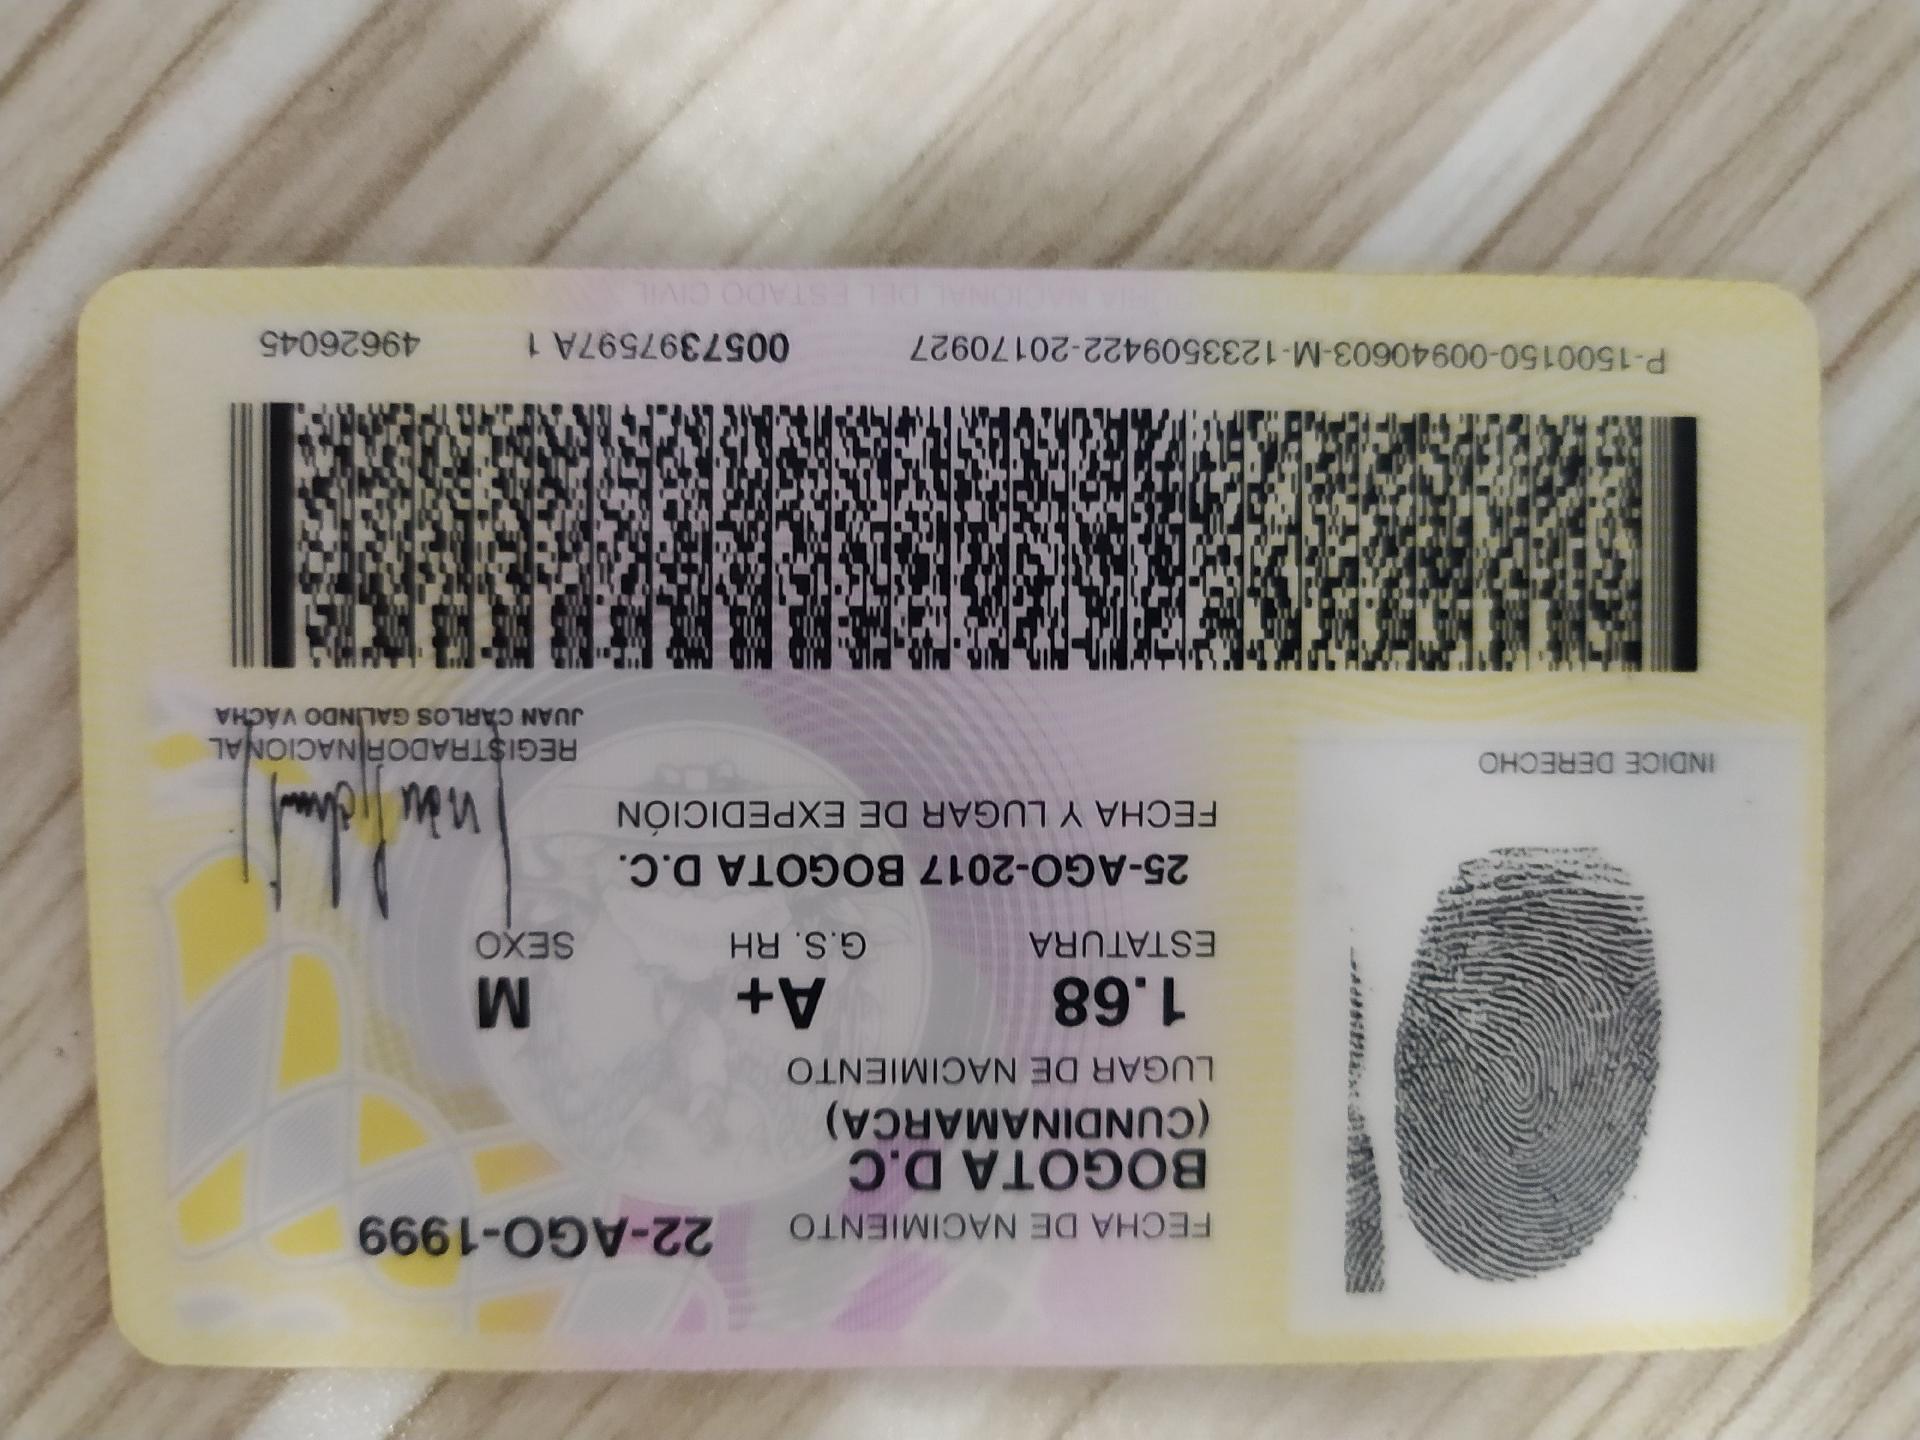 FECHA DE NACIMIENTO 22-AGO-1999
BOGOTA D.C
(CUNDINAMARCA)
LUGAR DE NACIMIENTO
1.68 A+ M
ESTATURA G.S. RH SEXO
25-AGO-2017 BOGOTA D.C.
FECHA Y LUGAR DE EXPEDICIÓN
INDICE DERECHO
REGISTRADOR NACIONAL
JUAN CARLOS GALINDO VÁCHA
P-1500150-00940603-M-1233509422-20170927 0057397597A 1 49626045
REGISTRADURIA NACIONAL DEL ESTADO CIVIL